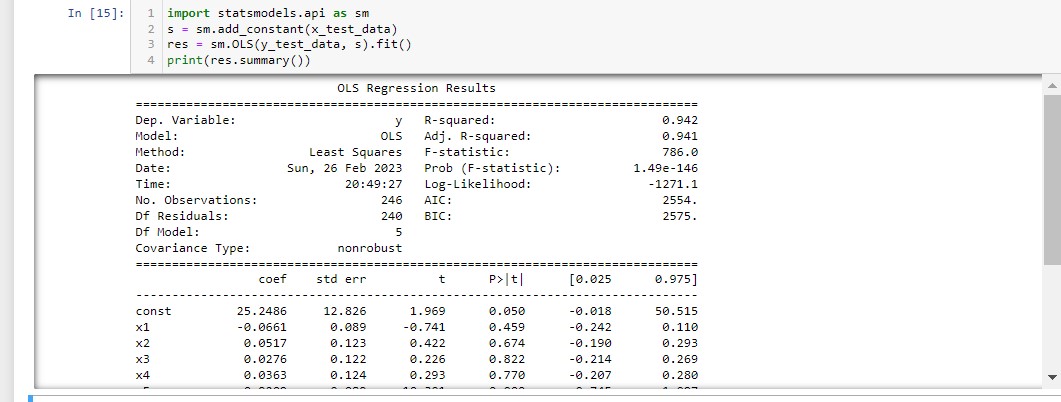 In [15]:
1 import statsmodels.api as sm
2 s = sm.add_constant(x_test_data)
3 res = sm.OLS(y_test_data, s).fit()
4 print(res.summary())
OLS Regression Results
==============================================================================
Dep. Variable: y R-squared: 0.942
Model: OLS Adj. R-squared: 0.941
Method: Least Squares F-statistic: 786.0
Date: Sun, 26 Feb 2023 Prob (F-statistic): 1.49e-146
Time: 20:49:27 Log-Likelihood: -1271.1
No. Observations: 246 AIC: 2554.
Df Residuals: 240 BIC: 2575.
Df Model: 5
Covariance Type: nonrobust
==============================================================================
coef std err t P>|t| [0.025 0.975]
------------------------------------------------------------------------------
const 25.2486 12.826 1.969 0.050 -0.018 50.515
x1 -0.0661 0.089 -0.741 0.459 -0.242 0.110
x2 0.0517 0.123 0.422 0.674 -0.190 0.293
x3 0.0276 0.122 0.226 0.822 -0.214 0.269
x4 0.0363 0.124 0.293 0.770 -0.207 0.280